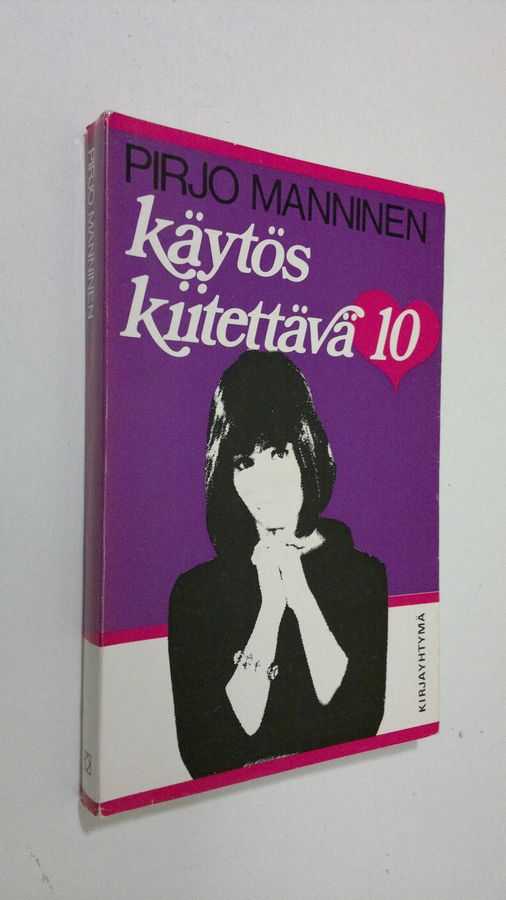 PIRJO MANNINEN
käytös
kiitettävä 10
KIRJAYHTYMÄ
PIRJO MANNINEN